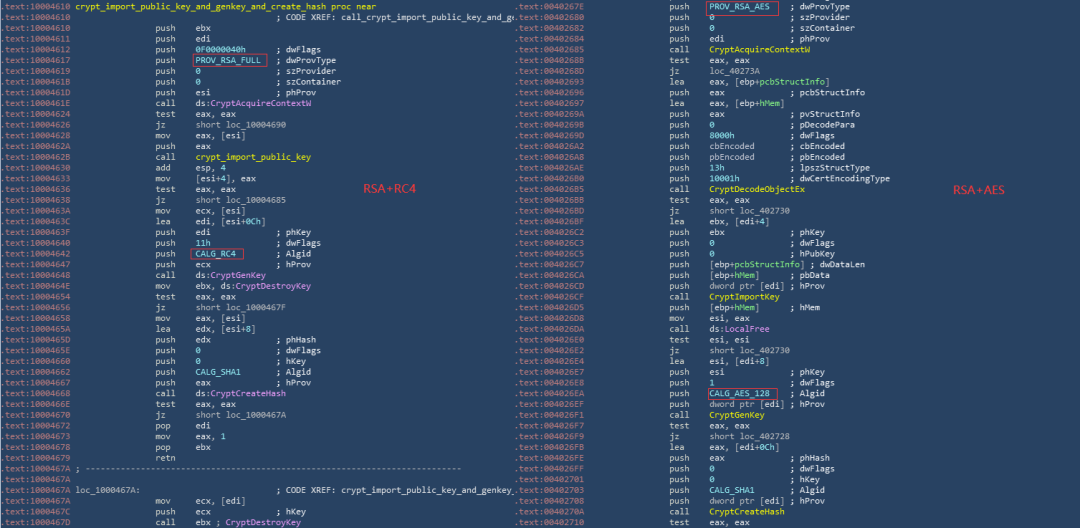 .text:10004610 crypt_import_public_key_and_genkey_and_create_hash proc near
.text:10004610 ; CODE XREF: call_crypt_import_public_key_and_ge
.text:10004610 push ebx
.text:10004611 push edi
.text:10004612 push 0F0000040h ; dwFlags
.text:10004617 push PROV_RSA_FULL ; dwProvType
.text:10004619 push 0 ; szProvider
.text:1000461B push 0 ; szContainer
.text:1000461D push esi ; phProv
.text:1000461E call ds:CryptAcquireContextW
.text:10004624 test eax, eax
.text:10004626 jz short loc_10004690
.text:10004628 mov eax, [esi]
.text:1000462A push eax
.text:1000462B call crypt_import_public_key
.text:10004630 add esp, 4
.text:10004633 mov [esi+4], eax
.text:10004636 test eax, eax
.text:10004638 jz short loc_10004685
.text:1000463A mov ecx, [esi]
.text:1000463C lea edi, [esi+0Ch]
.text:1000463F push edi ; phKey
.text:10004640 push 11h ; dwFlags
.text:10004642 push CALG_RC4 ; Algid
.text:10004647 push ecx ; hProv
.text:10004648 call ds:CryptGenKey
.text:1000464E mov ebx, ds:CryptDestroyKey
.text:10004654 test eax, eax
.text:10004656 jz short loc_1000467F
.text:10004658 mov eax, [esi]
.text:1000465A lea edx, [esi+8]
.text:1000465D push edx ; phHash
.text:1000465E push 0 ; dwFlags
.text:10004660 push 0 ; hKey
.text:10004662 push CALG_SHA1 ; Algid
.text:10004667 push eax ; hProv
.text:10004668 call ds:CryptCreateHash
.text:1000466E test eax, eax
.text:10004670 jz short loc_1000467A
.text:10004672 pop edi
.text:10004673 mov eax, 1
.text:10004678 pop ebx
.text:10004679 retn
.text:1000467A ; ---------------------------------------------------------------------------
.text:1000467A
.text:1000467A loc_1000467A: ; CODE XREF: crypt_import_public_key_and_genkey_
.text:1000467A mov ecx, [edi]
.text:1000467C push ecx ; hKey
.text:1000467D call ebx ; CryptDestroyKey
RSA+RC4
.text:0040267E push PROV_RSA_AES ; dwProvType
.text:00402680 push 0 ; szProvider
.text:00402682 push 0 ; szContainer
.text:00402684 push edi ; phProv
.text:00402685 call CryptAcquireContextW
.text:0040268B test eax, eax
.text:0040268D jz loc_40273A
.text:00402693 lea eax, [ebp+pcbStructInfo]
.text:00402696 push eax ; pcbStructInfo
.text:00402697 lea eax, [ebp+hMem]
.text:0040269A push eax ; pvStructInfo
.text:0040269B push 0 ; pDecodePara
.text:0040269D push 8000h ; dwFlags
.text:004026A2 push cbEncoded ; cbEncoded
.text:004026A8 push pbEncoded ; pbEncoded
.text:004026AE push 13h ; lpszStructType
.text:004026B0 push 10001h ; dwCertEncodingType
.text:004026B5 call CryptDecodeObjectEx
.text:004026BB test eax, eax
.text:004026BD jz short loc_402730
.text:004026BF lea ebx, [edi+4]
.text:004026C2 push ebx ; phKey
.text:004026C3 push 0 ; dwFlags
.text:004026C5 push 0 ; hPubKey
.text:004026C7 push [ebp+pcbStructInfo] ; dwDataLen
.text:004026CA push [ebp+hMem] ; pbData
.text:004026CD push dword ptr [edi] ; hProv
.text:004026CF call CryptImportKey
.text:004026D5 push [ebp+hMem] ; hMem
.text:004026D8 mov esi, eax
.text:004026DA call ds:LocalFree
.text:004026E0 test esi, esi
.text:004026E2 jz short loc_402730
.text:004026E4 lea esi, [edi+8]
.text:004026E7 push esi ; phKey
.text:004026E8 push 1 ; dwFlags
.text:004026EA push CALG_AES_128 ; Algid
.text:004026EF push dword ptr [edi] ; hProv
.text:004026F1 call CryptGenKey
.text:004026F7 test eax, eax
.text:004026F9 jz short loc_402728
.text:004026FB lea eax, [edi+0Ch]
.text:004026FE push eax ; phHash
.text:004026FF push 0 ; dwFlags
.text:00402701 push 0 ; hKey
.text:00402703 push CALG_SHA1 ; Algid
.text:00402708 push dword ptr [edi] ; hProv
.text:0040270A call CryptCreateHash
.text:00402710 test eax, eax
RSA+AES